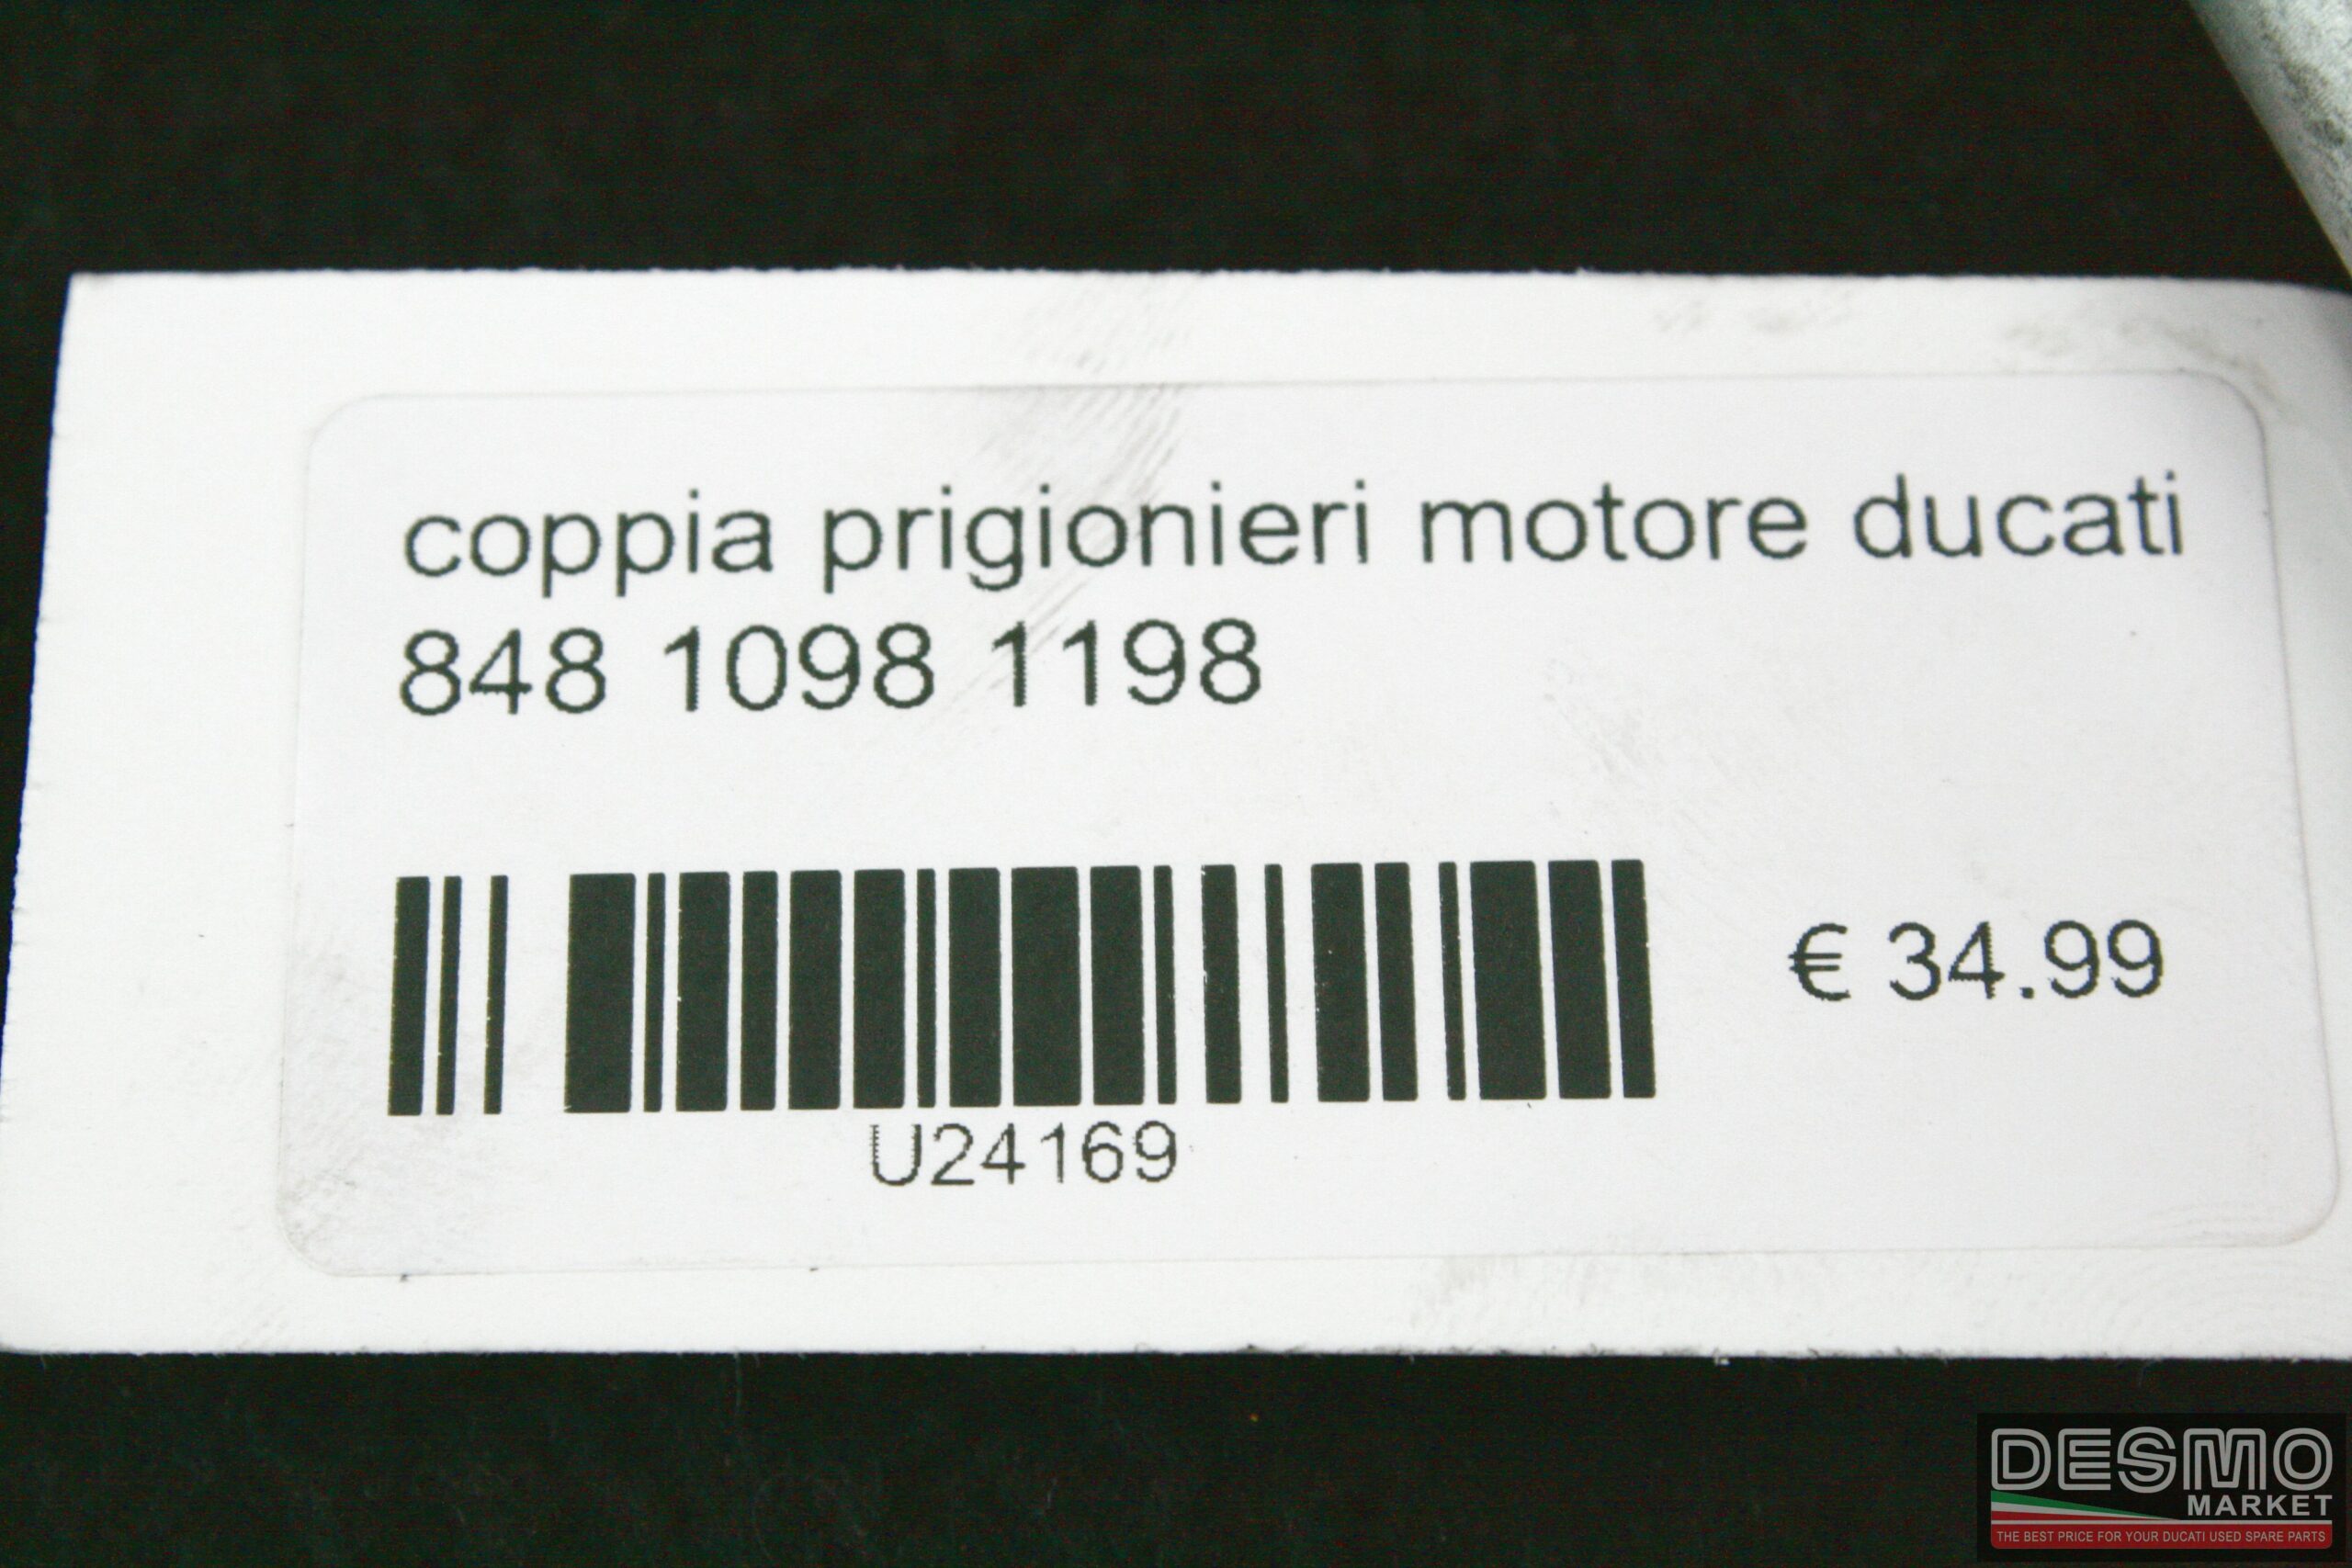 coppia prigionieri motore ducati
848 1098 1198
€ 34.99
U24169
DESMO
MARKET
THE BEST PRICE FOR YOUR DUCATI USED SPARE PARTS